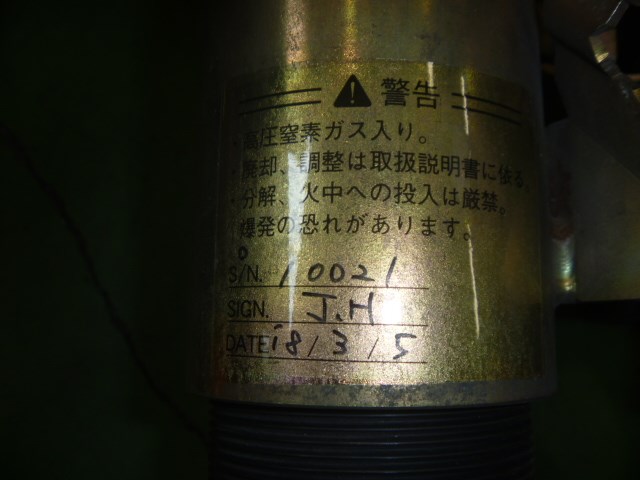 警告
高圧窒素ガス入り。
廃却、調整は取扱説明書に依る
・分解、火中への投入は厳禁。
爆発の恐れがあります。
S/N. 10021
SIGN. J.H
DATE 18/3/5